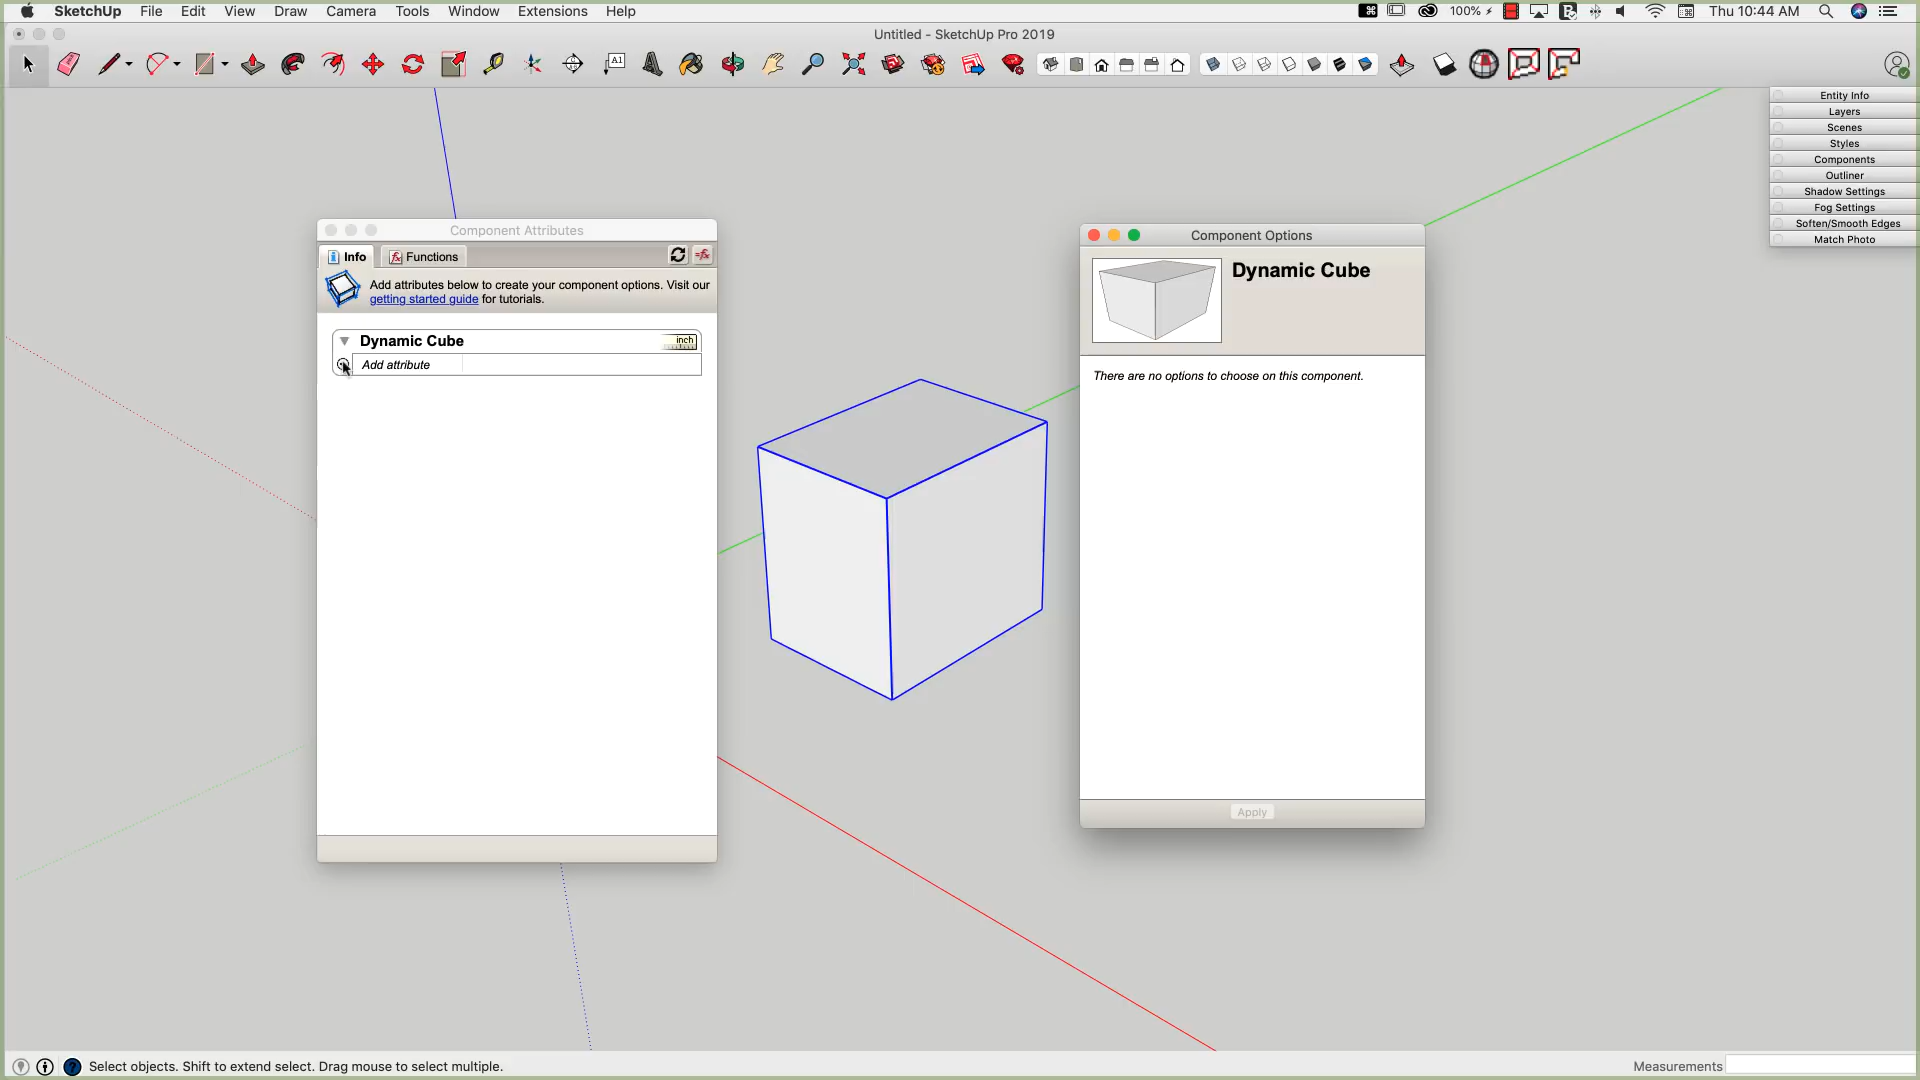 SketchUp File Edit View Draw Camera Tools Window Extensions Help 100% Thu 10:44 AM
Untitled - SketchUp Pro 2019
A1
Entity Info
Layers
Scenes
Styles
Components
Outliner
Shadow Settings
Fog Settings
Soften/Smooth Edges
Match Photo
Component Attributes
Info Functions
Add attributes below to create your component options. Visit our
getting started guide for tutorials.
Dynamic Cube inch
Add attribute
Component Options
Dynamic Cube
There are no options to choose on this component.
Apply
Select objects. Shift to extend select. Drag mouse to select multiple.
Measurements